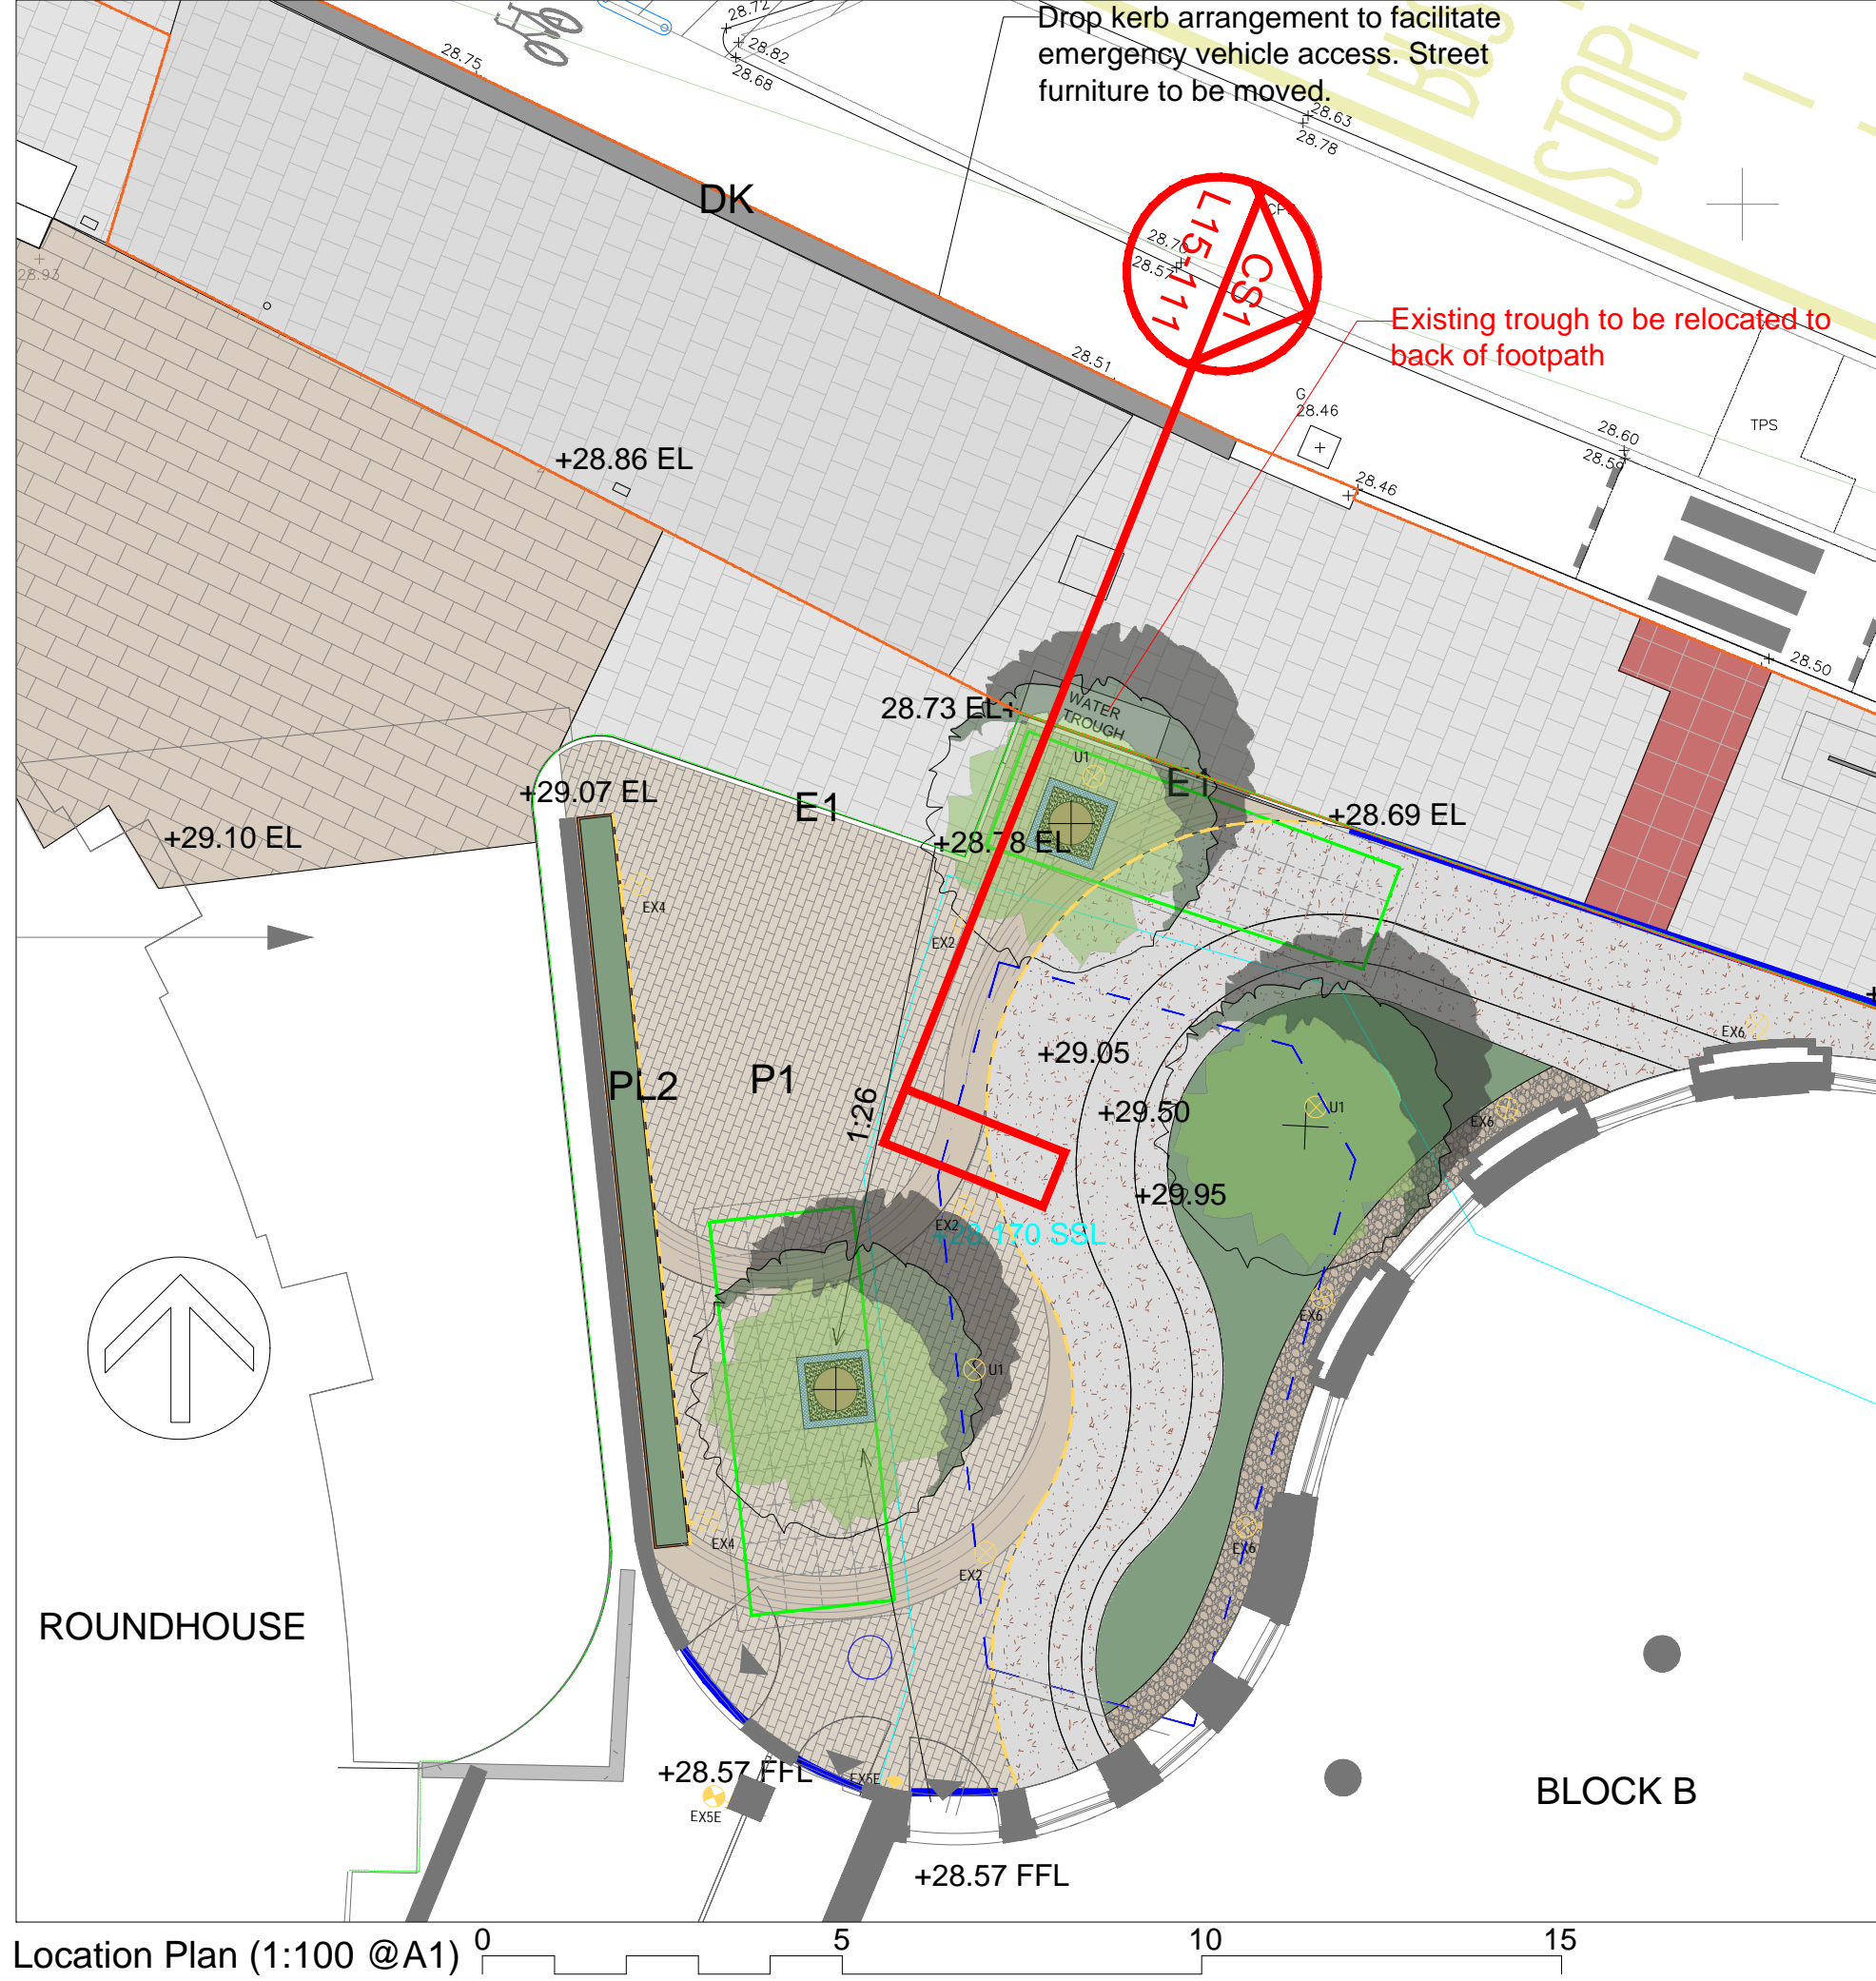 28.72
28.82
28.68
28.75
Drop kerb arrangement to facilitate
emergency vehicle access. Street
furniture to be moved.
BUS
STOP
28.63
28.78
DK
CPS
L15-111
CS1
28.70
28.57
28.93
Existing trough to be relocated to
back of footpath
28.51
G
28.46
28.60
TPS
28.46
+28.86 EL
28.50
28.73 EL+
WATER
TROUGH
U1
E1
+29.07 EL
E1
+28.69 EL
+29.10 EL
+28.78 EL
EX4
EX2
EX6
+29.05
PL2
P1
1:26
+29.50
U1
EX6
+29.95
EX2
+28.170 SSL
EX6
U1
EX4
EX2
EX6
ROUNDHOUSE
+28.57 FFL
EX5E
EX5E
BLOCK B
+28.57 FFL
Location Plan (1:100 @A1)
0 5 10 15